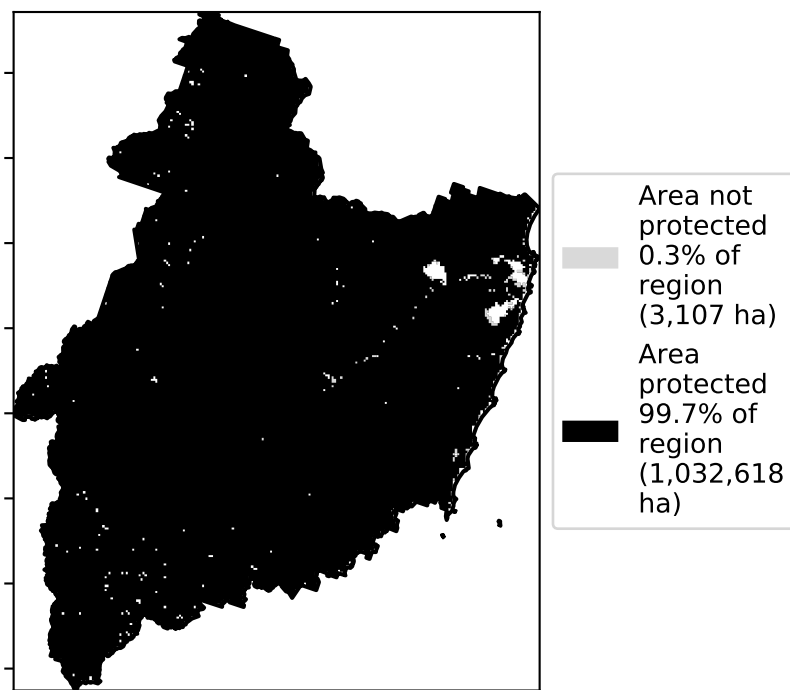 Area not
protected
0.3% of
region
(3,107 ha)
Area
protected
99.7% of
region
(1,032,618
ha)